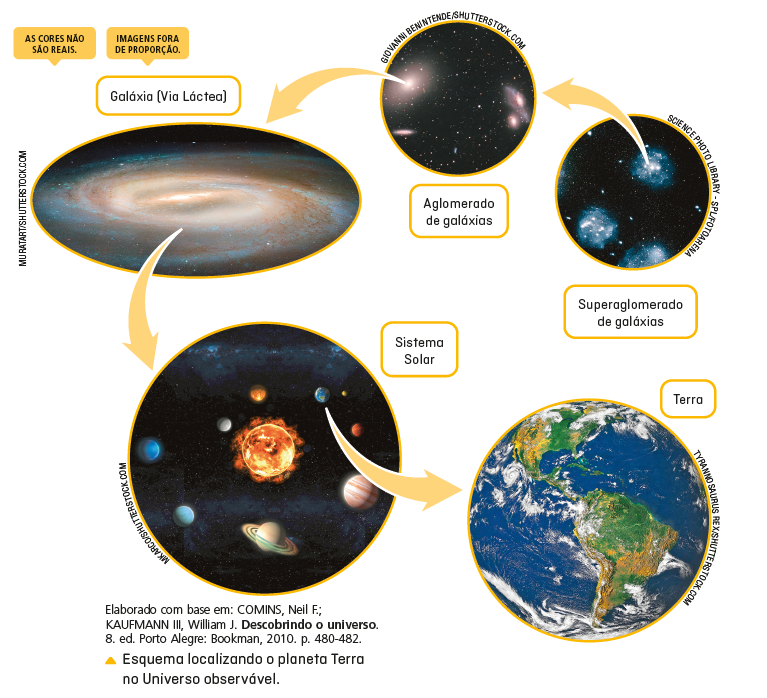 AS CORES NÃO
SÃO REAIS.
IMAGENS FORA
DE PROPORÇÃO.
Galáxia (Via Láctea)
MURATART/SHUTTERSTOCK.COM
GIOVANNI BENINTENDE/SHUTTERSTOCK.COM
Aglomerado
de galáxias
SCIENCE PHOTO LIBRARY - SPL/FOTOARENA
Superaglomerado
de galáxias
Sistema
Solar
MKARCO/SHUTTERSTOCK.COM
Terra
TYRANNOSAURUS REX/SHUTTERSTOCK.COM
Elaborado com base em: COMINS, Neil F.;
KAUFMANN III, William J. Descobrindo o universo.
8. ed. Porto Alegre: Bookman, 2010. p. 480-482.
Esquema localizando o planeta Terra
no Universo observável.